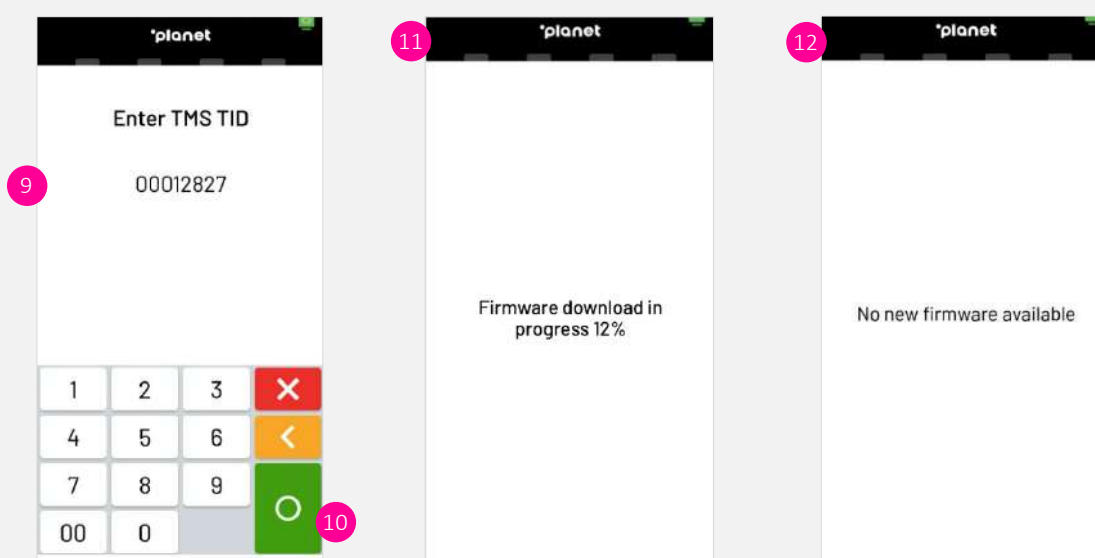 planet
Enter TMS TID
9
00012827
1 2 3
4 5 6
7 8 9
00 0
10
11
planet
Firmware download in
progress 12%
12
planet
No new firmware available